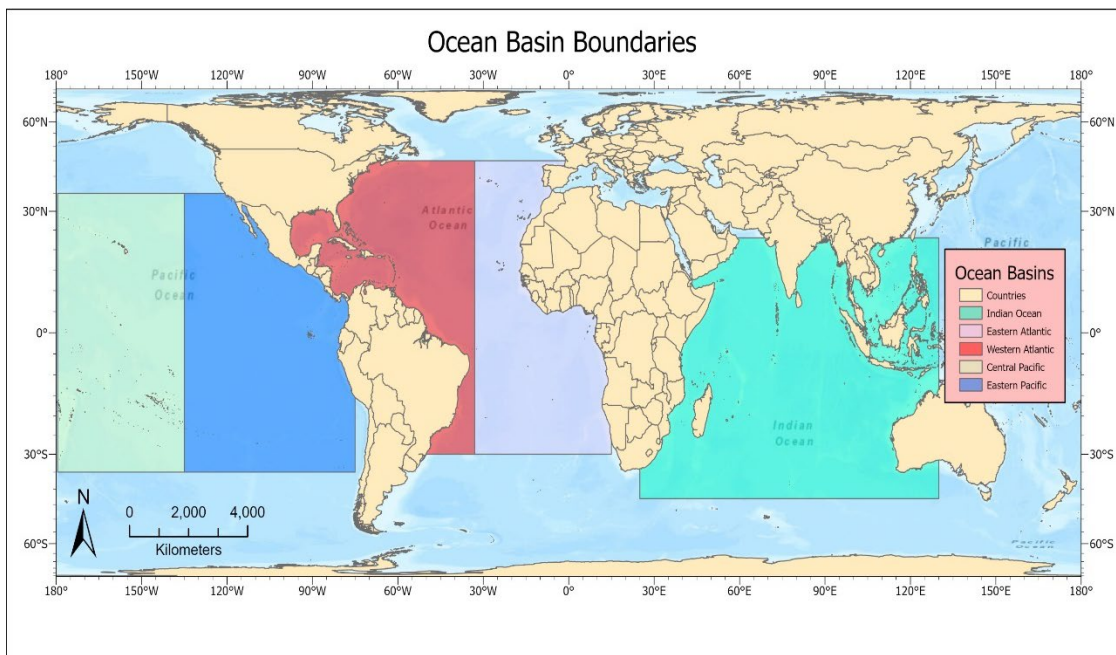 Ocean Basin Boundaries
180° 150°W 120°W 90°W 60°W 30°W 0° 30°E 60°E 90°E 120°E 150°E 180°
60°N 60°N
30°N 30°N
Atlantic
Ocean
Pacific
Pacific
Ocean
Ocean Basins
Countries
Indian Ocean
Eastern Atlantic
Western Atlantic
Central Pacific
Eastern Pacific
0° 0°
Indian
Ocean
30°S 30°S
N
0 2,000 4,000
Kilometers
60°S 60°S
Pacific
Ocean
180° 150°W 120°W 90°W 60°W 30°W 0° 30°E 60°E 90°E 120°E 150°E 180°